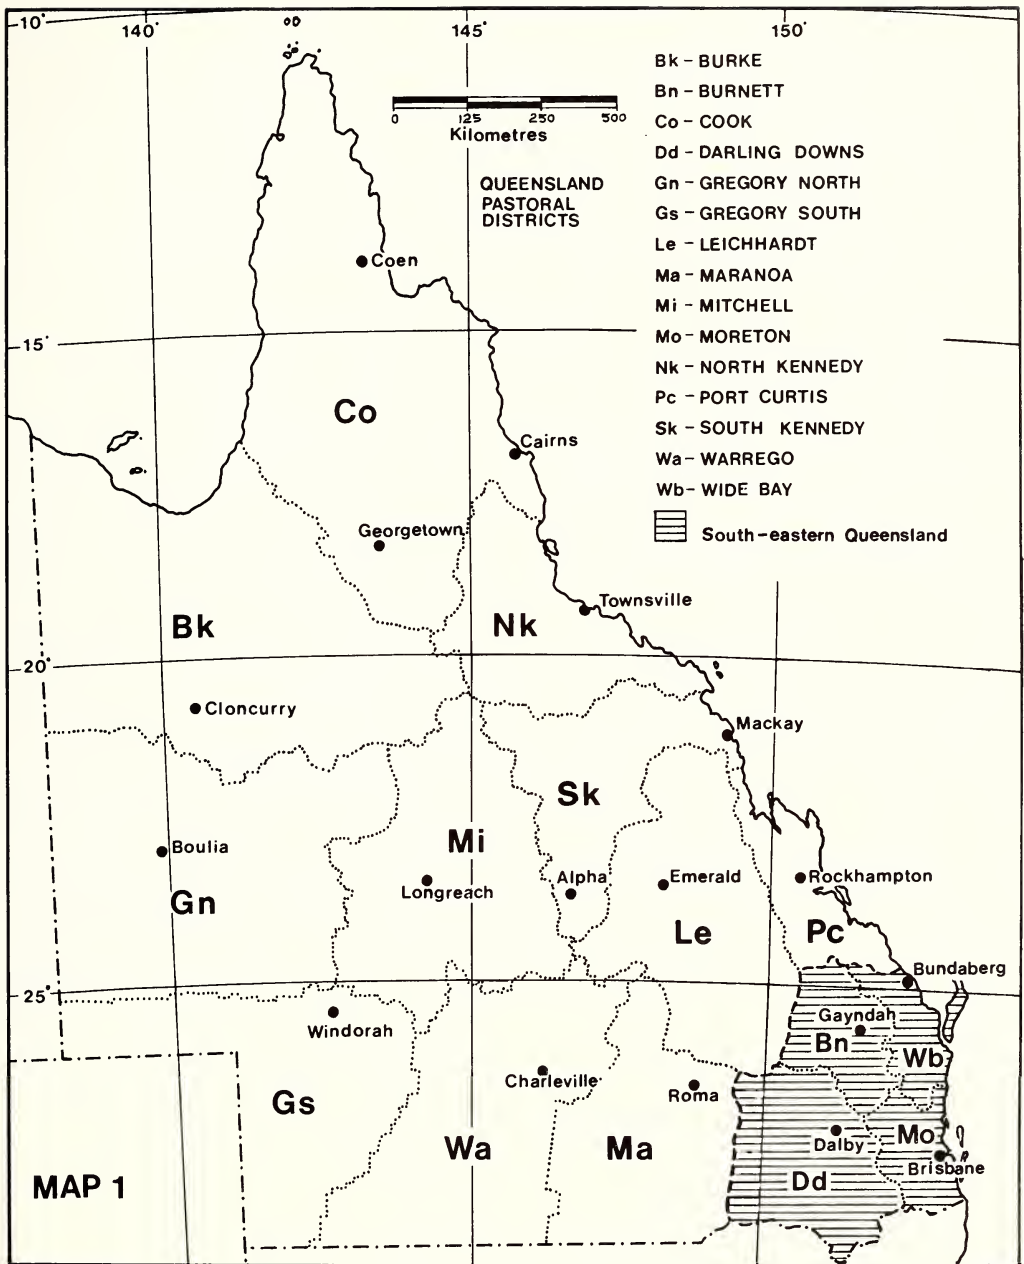 10°
140°
145°
150°
Bk - BURKE
Bn - BURNETT
Co - COOK
Dd - DARLING DOWNS
Gn - GREGORY NORTH
Gs - GREGORY SOUTH
Le - LEICHHARDT
Ma - MARANOA
Mi - MITCHELL
Mo - MORETON
Nk - NORTH KENNEDY
Pc - PORT CURTIS
Sk - SOUTH KENNEDY
Wa - WARREGO
Wb - WIDE BAY
South-eastern Queensland
0 125 250 500
Kilometres
QUEENSLAND
PASTORAL
DISTRICTS
Coen
15°
Co
Cairns
Georgetown
Townsville
Bk
Nk
20°
Cloncurry
Mackay
Sk
Mi
Boulia
Longreach
Alpha
Emerald
Rockhampton
Gn
Le
Pc
Bundaberg
25°
Windorah
Gayndah
Bn
Wb
Charleville
Roma
Gs
Wa
Ma
Dalby
Mo
Brisbane
Dd
MAP 1